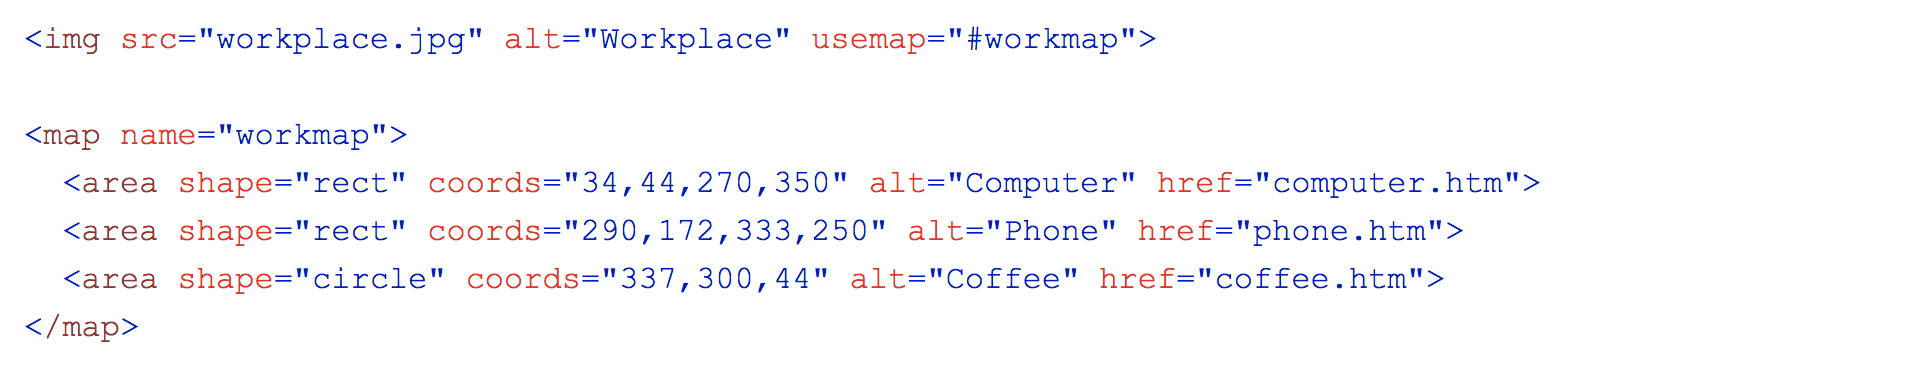 <img src="workplace.jpg" alt="Workplace" usemap="#workmap">

<map name="workmap">
  <area shape="rect" coords="34,44,270,350" alt="Computer" href="computer.htm">
  <area shape="rect" coords="290,172,333,250" alt="Phone" href="phone.htm">
  <area shape="circle" coords="337,300,44" alt="Coffee" href="coffee.htm">
</map>